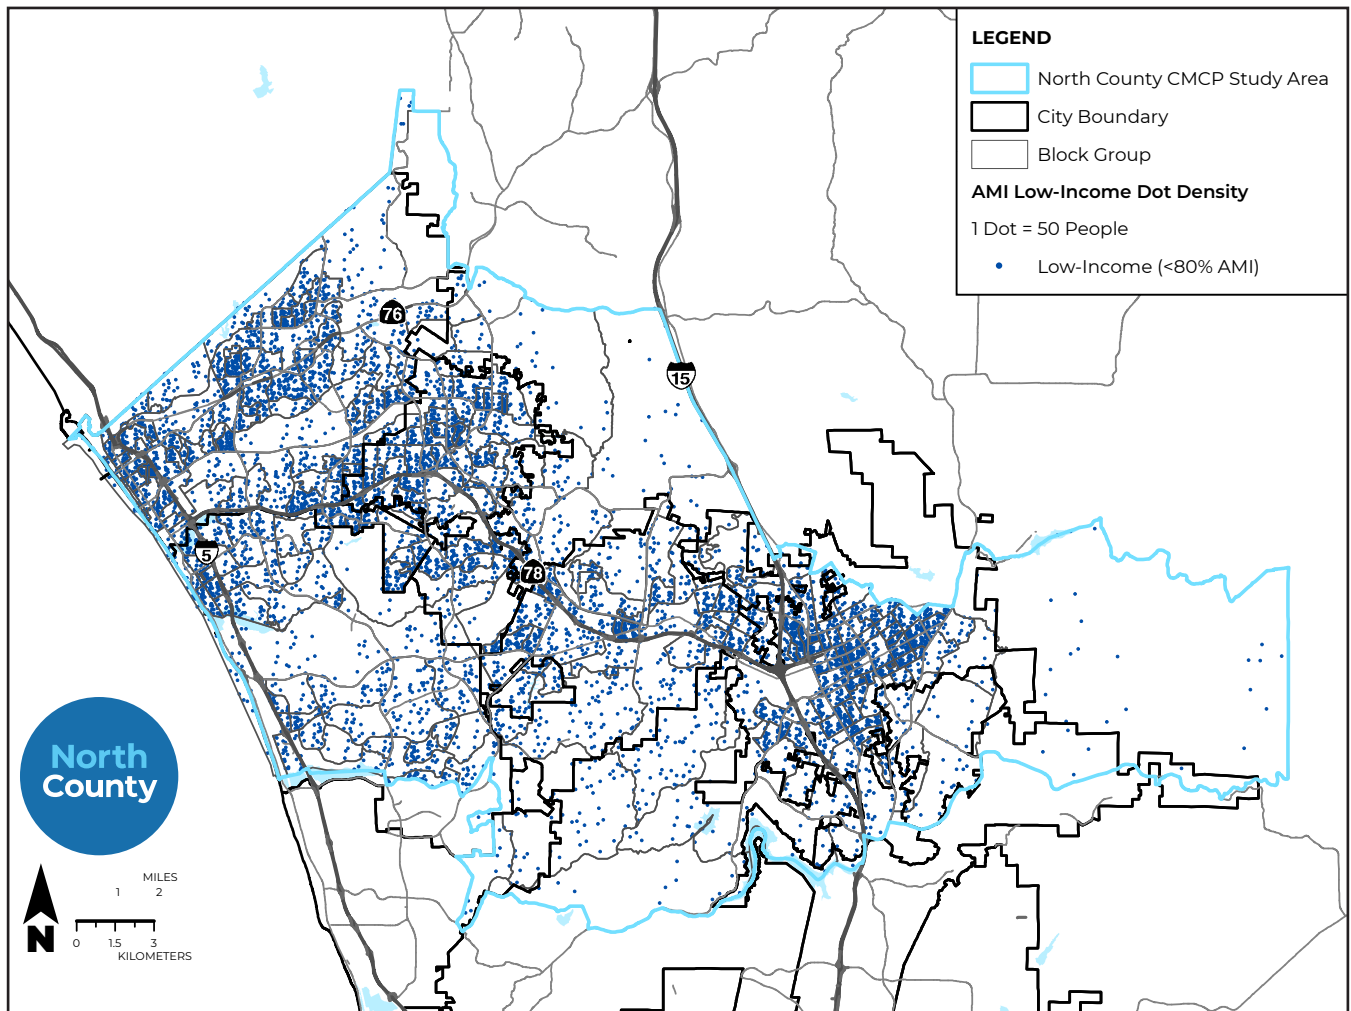 LEGEND
North County CMCP Study Area
City Boundary
Block Group
AMI Low-Income Dot Density
1 Dot = 50 People
Low-Income (<80% AMI)
76
15
5
78
North
County
MILES
1 2
N
0 1.5 3
KILOMETERS